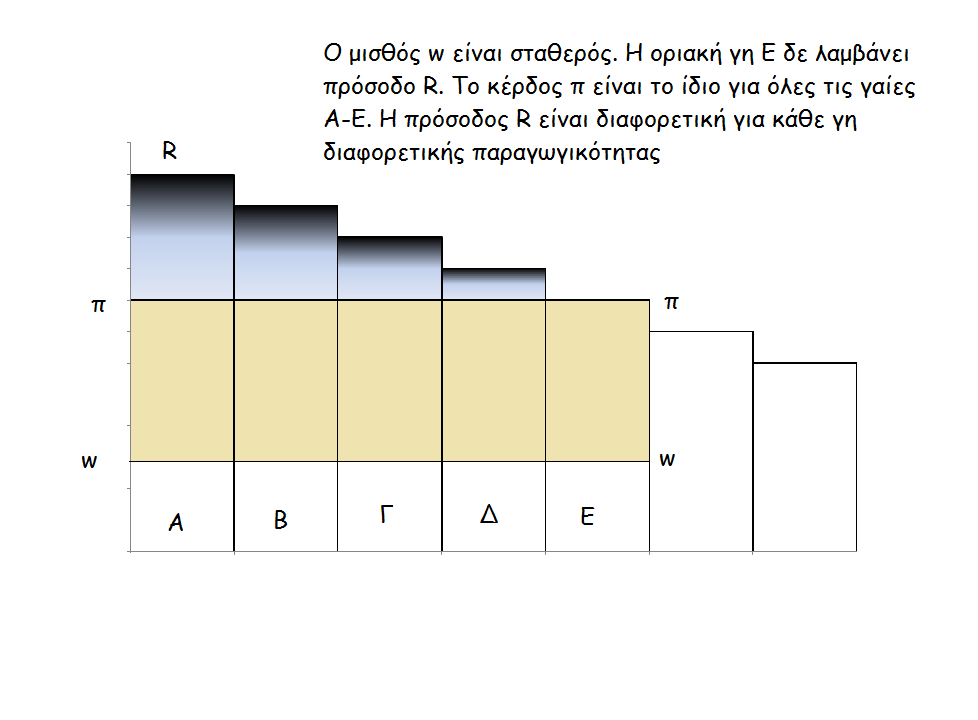 Ο μισθός w είναι σταθερός. Η οριακή γη Ε δε λαμβάνει
πρόσοδο R. Το κέρδος π είναι το ίδιο για όλες τις γαίες
Α-Ε. Η πρόσοδος R είναι διαφορετική για κάθε γη
διαφορετικής παραγωγικότητας
R
π
π
w
w
Α
Β
Γ
Δ
Ε